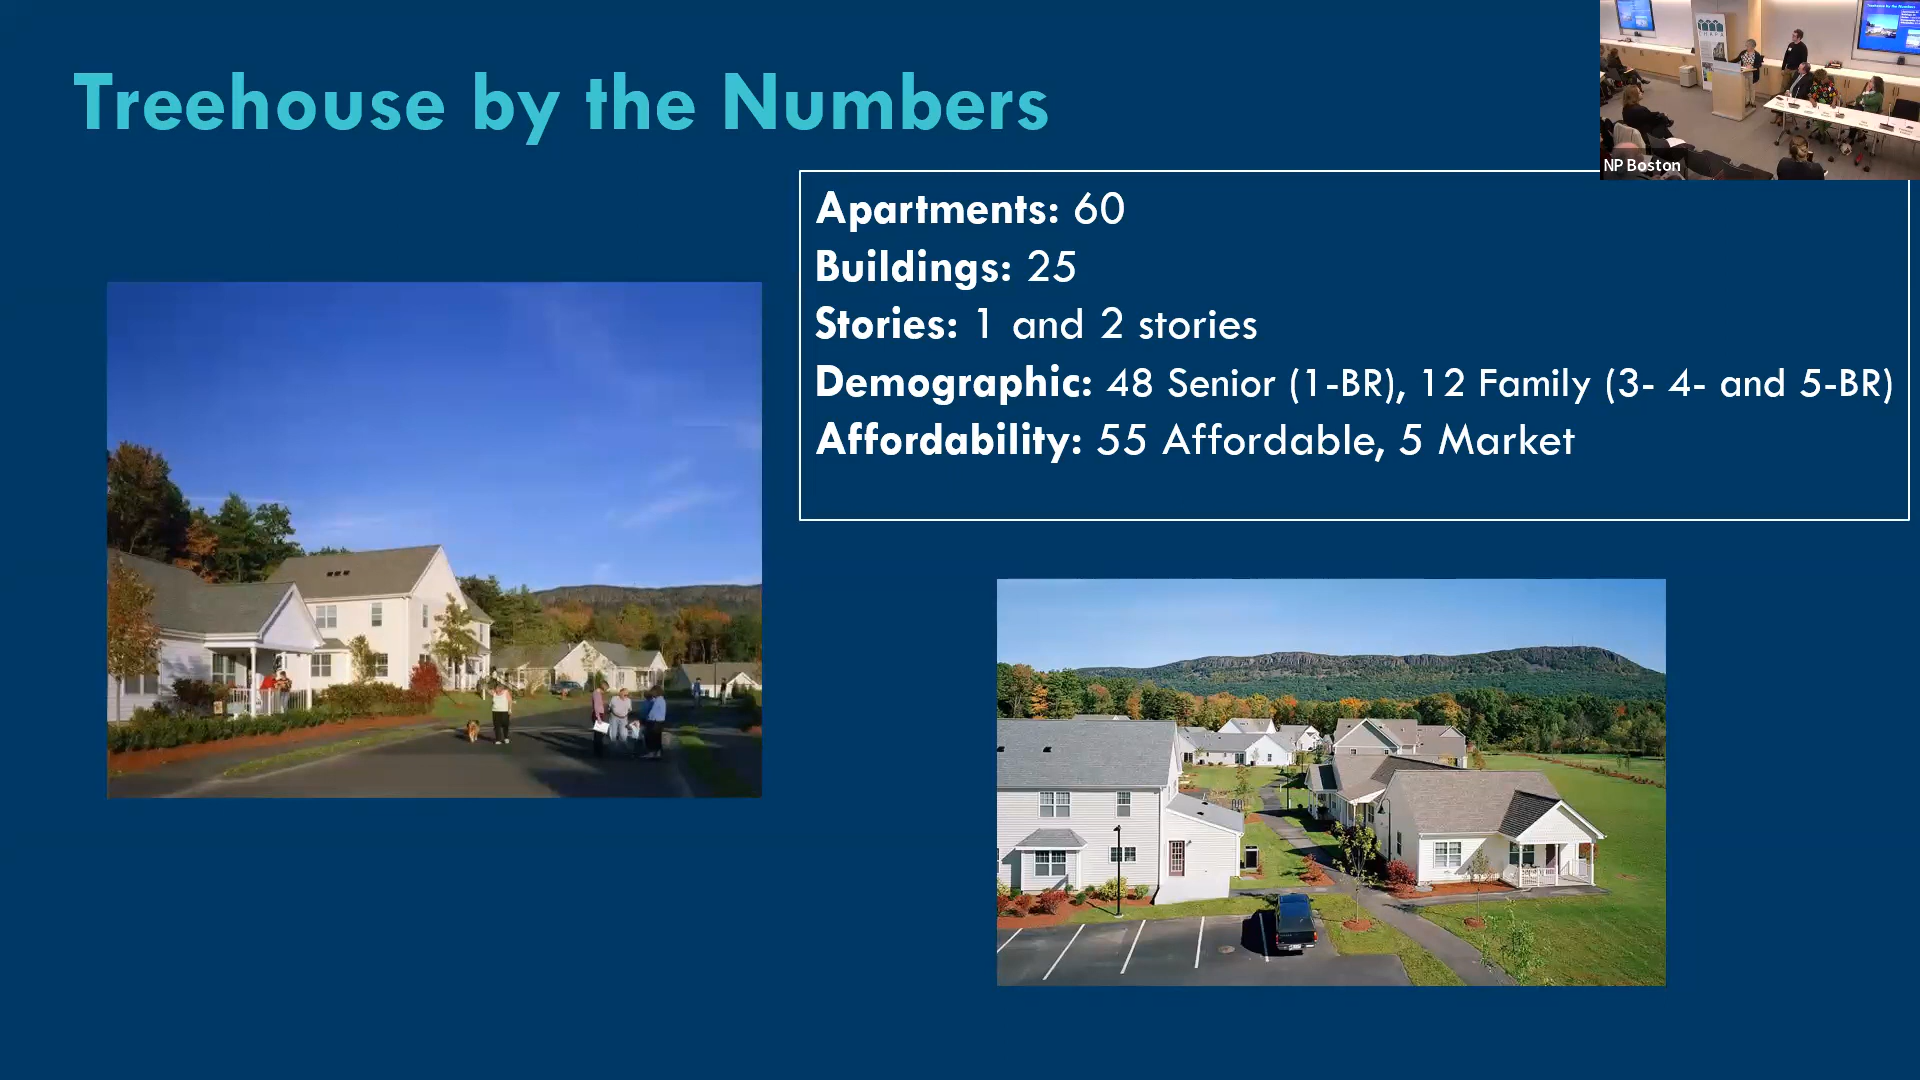 Treehouse by the Numbers
NP Boston
Apartments: 60
Buildings: 25
Stories: 1 and 2 stories
Demographic: 48 Senior (1-BR), 12 Family (3- 4- and 5-BR)
Affordability: 55 Affordable, 5 Market